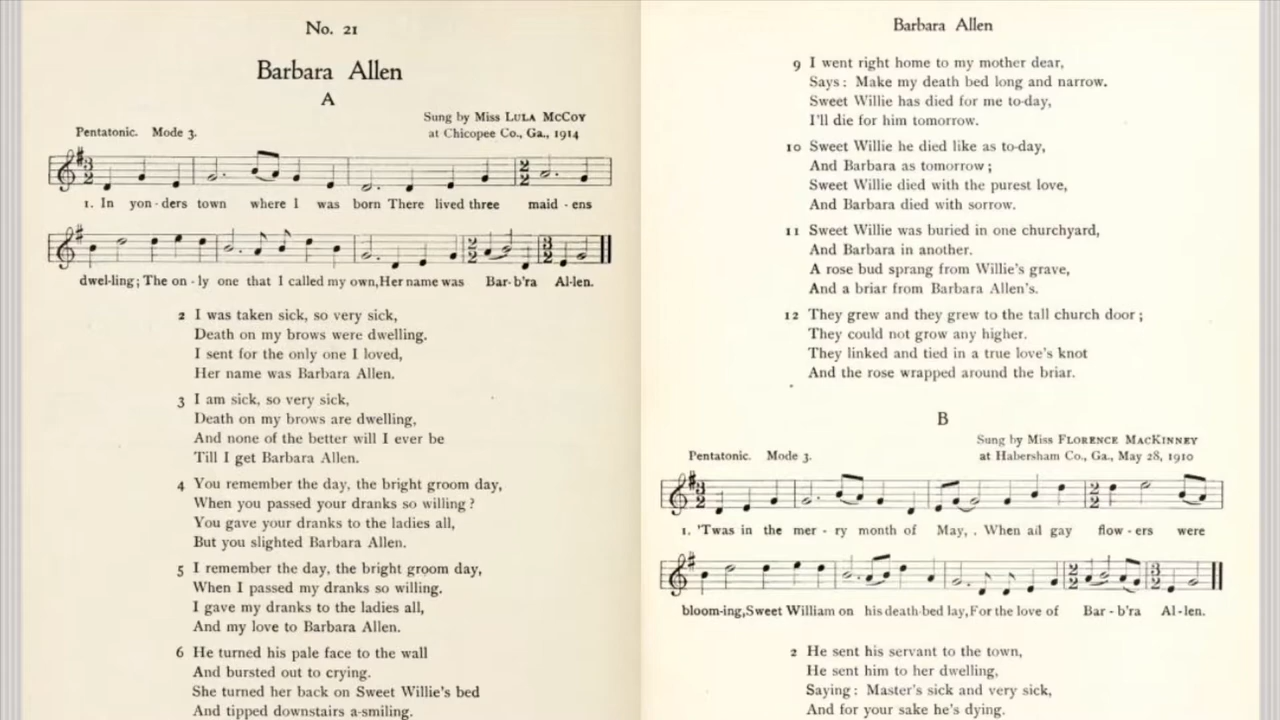 No. 21
Barbara Allen
A
Sung by Miss LULA McCOY
Pentatonic. Mode 3.
at Chicopee Co., Ga., 1914
1. In yon - ders town where I was born There lived three maid - ens
dwel-ling; The on - ly one that I called my own, Her name was Bar-b'ra Al-len.
2 I was taken sick, so very sick,
Death on my brows were dwelling.
I sent for the only one I loved,
Her name was Barbara Allen.
3 I am sick, so very sick,
Death on my brows are dwelling,
And none of the better will I ever be
Till I get Barbara Allen.
4 You remember the day, the bright groom day,
When you passed your dranks so willing?
You gave your dranks to the ladies all,
But you slighted Barbara Allen.
5 I remember the day, the bright groom day,
When I passed my dranks so willing.
I gave my dranks to the ladies all,
And my love to Barbara Allen.
6 He turned his pale face to the wall
And bursted out to crying.
She turned her back on Sweet Willie's bed
And tipped downstairs a-smiling.
Barbara Allen
9 I went right home to my mother dear,
Says: Make my death bed long and narrow.
Sweet Willie has died for me to-day,
I'll die for him tomorrow.
10 Sweet Willie he died like as to-day,
And Barbara as tomorrow;
Sweet Willie died with the purest love,
And Barbara died with sorrow.
11 Sweet Willie was buried in one churchyard,
And Barbara in another.
A rose bud sprang from Willie's grave,
And a briar from Barbara Allen's.
12 They grew and they grew to the tall church door;
They could not grow any higher.
They linked and tied in a true love's knot
And the rose wrapped around the briar.
B
Sung by Miss FLORENCE MACKINNEY
Pentatonic. Mode 3.
at Habersham Co., Ga., May 28, 1910
1. 'Twas in the mer - ry month of May, . When all gay flow - ers were
bloom-ing, Sweet William on his death-bed lay, For the love of Bar - b'ra Al-len.
2 He sent his servant to the town,
He sent him to her dwelling,
Saying: Master's sick and very sick,
And for your sake he's dying.